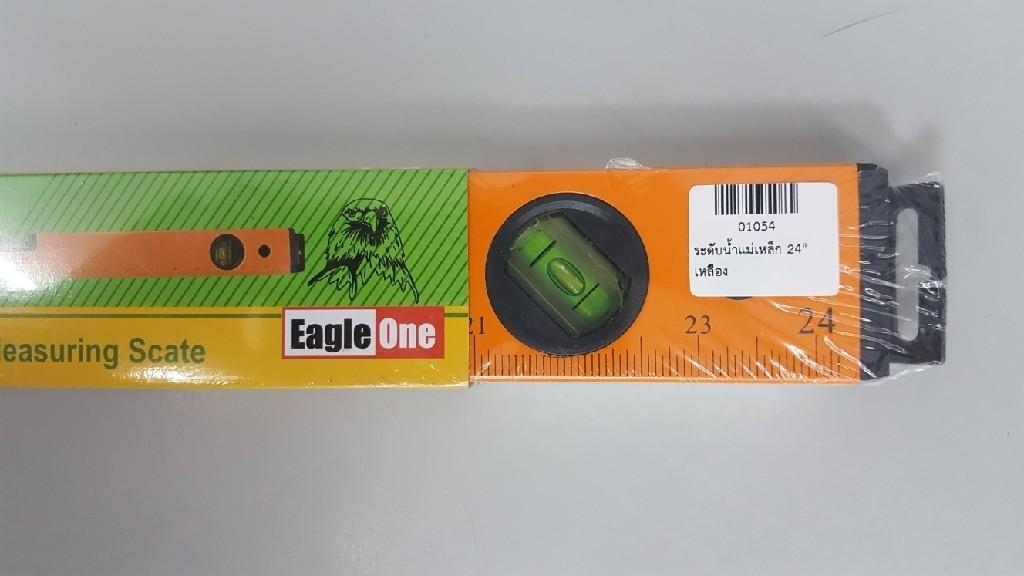 01054
ระดับน้ำแม่เหล็ก 24"
เหลือง
Eagle One
easuring Scate
21 23 24